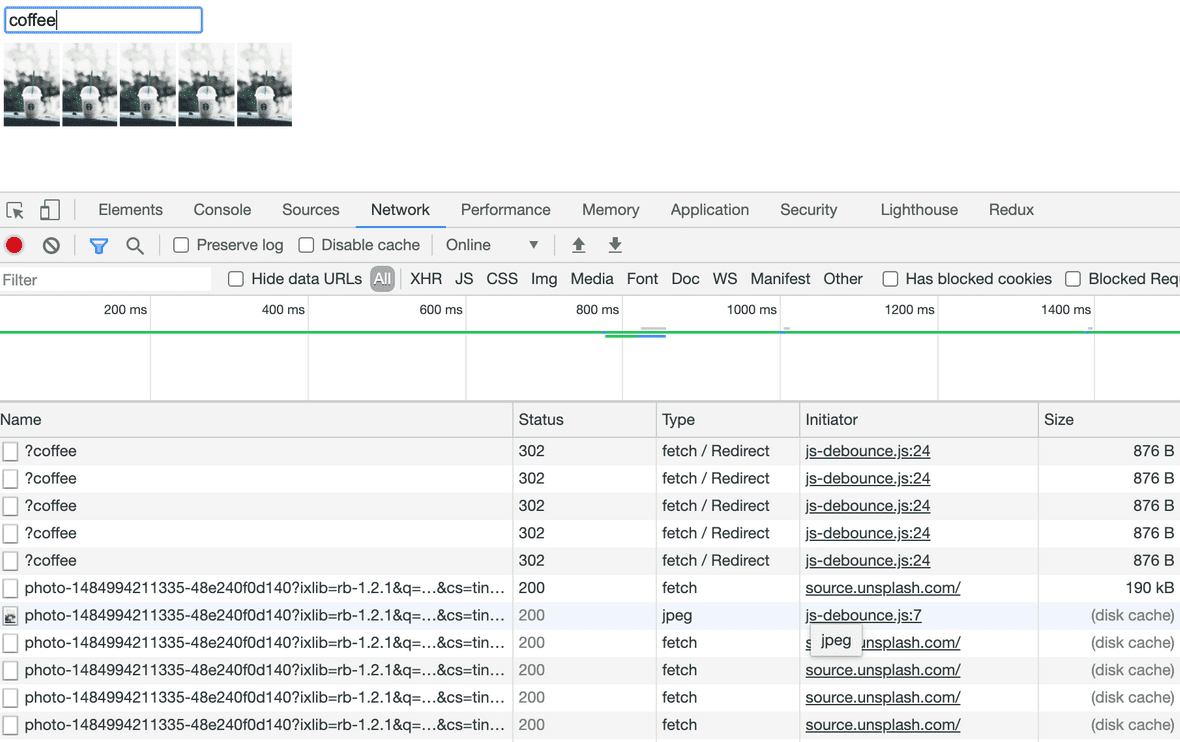 coffee
Elements Console Sources Network Performance Memory Application Security Lighthouse Redux
Preserve log Disable cache Online ▼
Filter Hide data URLs All XHR JS CSS Img Media Font Doc WS Manifest Other Has blocked cookies Blocked Req
200 ms 400 ms 600 ms 800 ms 1000 ms 1200 ms 1400 ms
Name Status Type Initiator Size
?coffee 302 fetch / Redirect js-debounce.js:24 876 B
?coffee 302 fetch / Redirect js-debounce.js:24 876 B
?coffee 302 fetch / Redirect js-debounce.js:24 876 B
?coffee 302 fetch / Redirect js-debounce.js:24 876 B
?coffee 302 fetch / Redirect js-debounce.js:24 876 B
photo-1484994211335-48e240f0d140?ixlib=rb-1.2.1&q=…&cs=tin… 200 fetch source.unsplash.com/ 190 kB
photo-1484994211335-48e240f0d140?ixlib=rb-1.2.1&q=…&cs=tin… 200 jpeg js-debounce.js:7 (disk cache)
jpeg
photo-1484994211335-48e240f0d140?ixlib=rb-1.2.1&q=…&cs=tin… 200 fetch s unsplash.com/ (disk cache)
photo-1484994211335-48e240f0d140?ixlib=rb-1.2.1&q=…&cs=tin… 200 fetch source.unsplash.com/ (disk cache)
photo-1484994211335-48e240f0d140?ixlib=rb-1.2.1&q=…&cs=tin… 200 fetch source.unsplash.com/ (disk cache)
photo-1484994211335-48e240f0d140?ixlib=rb-1.2.1&q=…&cs=tin… 200 fetch source.unsplash.com/ (disk cache)